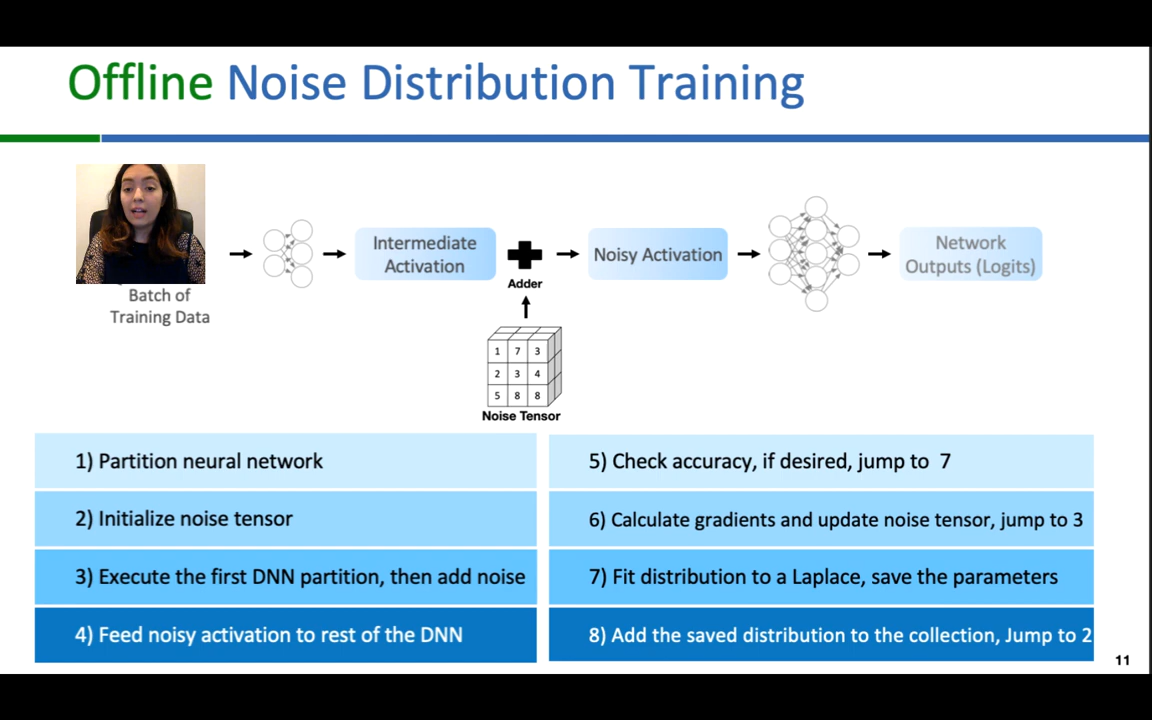 Offline Noise Distribution Training
Batch of
Training Data
Intermediate
Activation
Adder
Noisy Activation
Network
Outputs (Logits)
1 7 3
2 3 4
5 8 8
Noise Tensor
1) Partition neural network
2) Initialize noise tensor
3) Execute the first DNN partition, then add noise
4) Feed noisy activation to rest of the DNN
5) Check accuracy, if desired, jump to 7
6) Calculate gradients and update noise tensor, jump to 3
7) Fit distribution to a Laplace, save the parameters
8) Add the saved distribution to the collection, Jump to 2
11